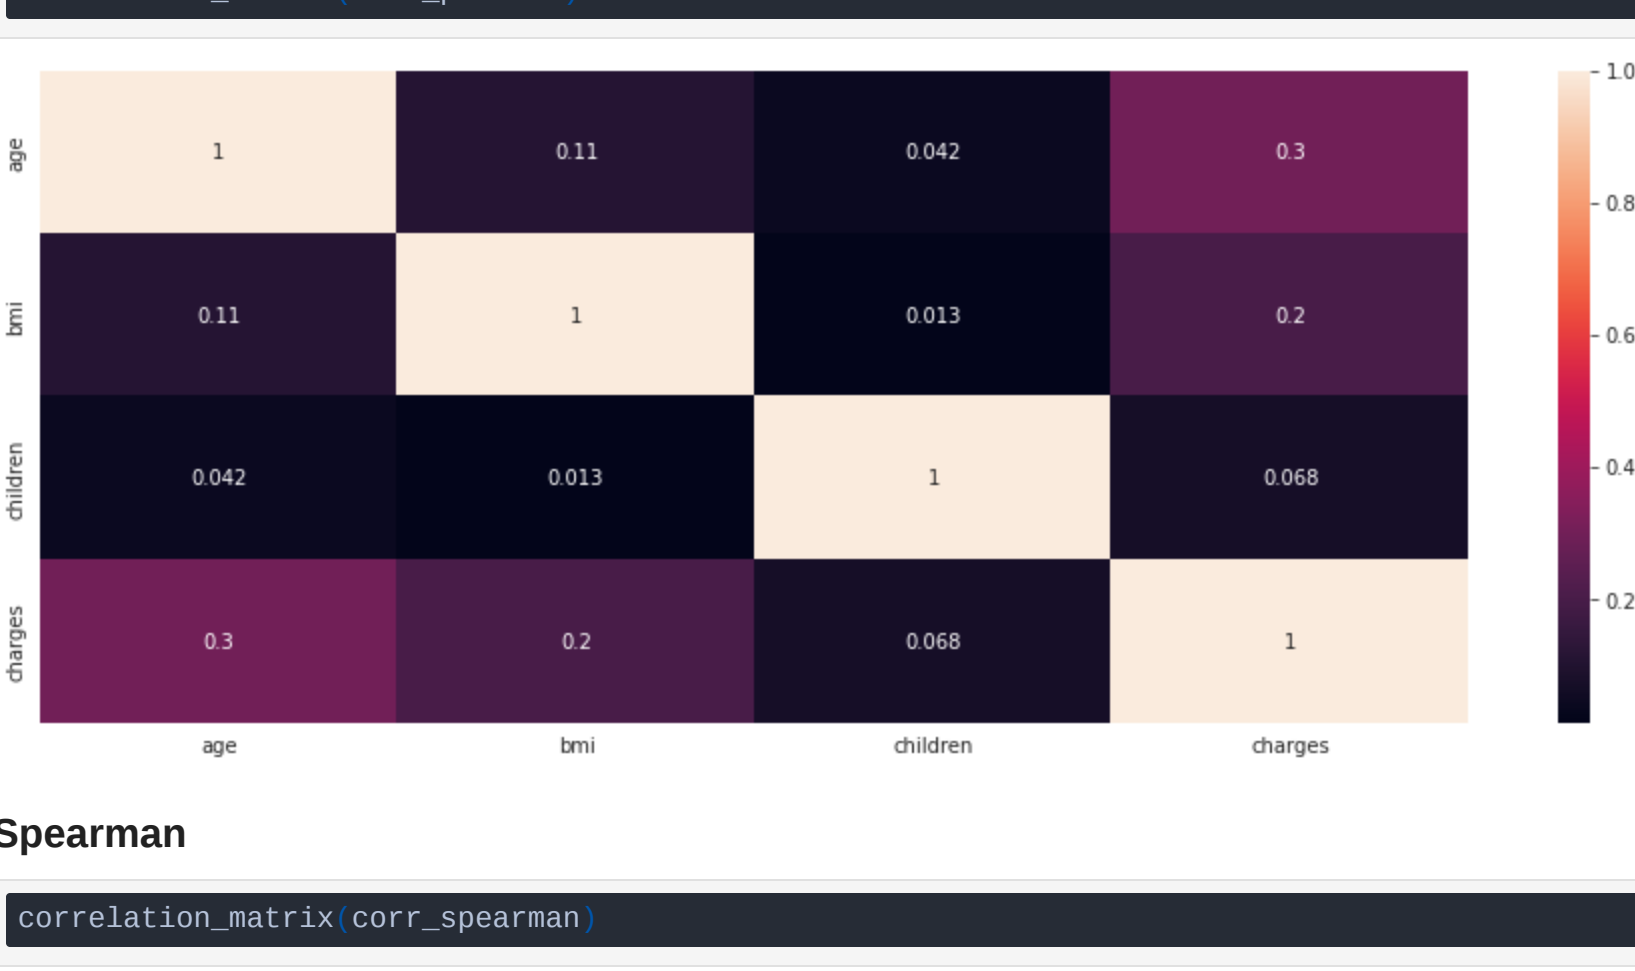 1.0
age 1 0.11 0.042 0.3
0.8
bmi 0.11 1 0.013 0.2
0.6
children 0.042 0.013 1 0.068
0.4
charges 0.3 0.2 0.068 1
0.2
age bmi children charges
Spearman
correlation_matrix(corr_spearman)